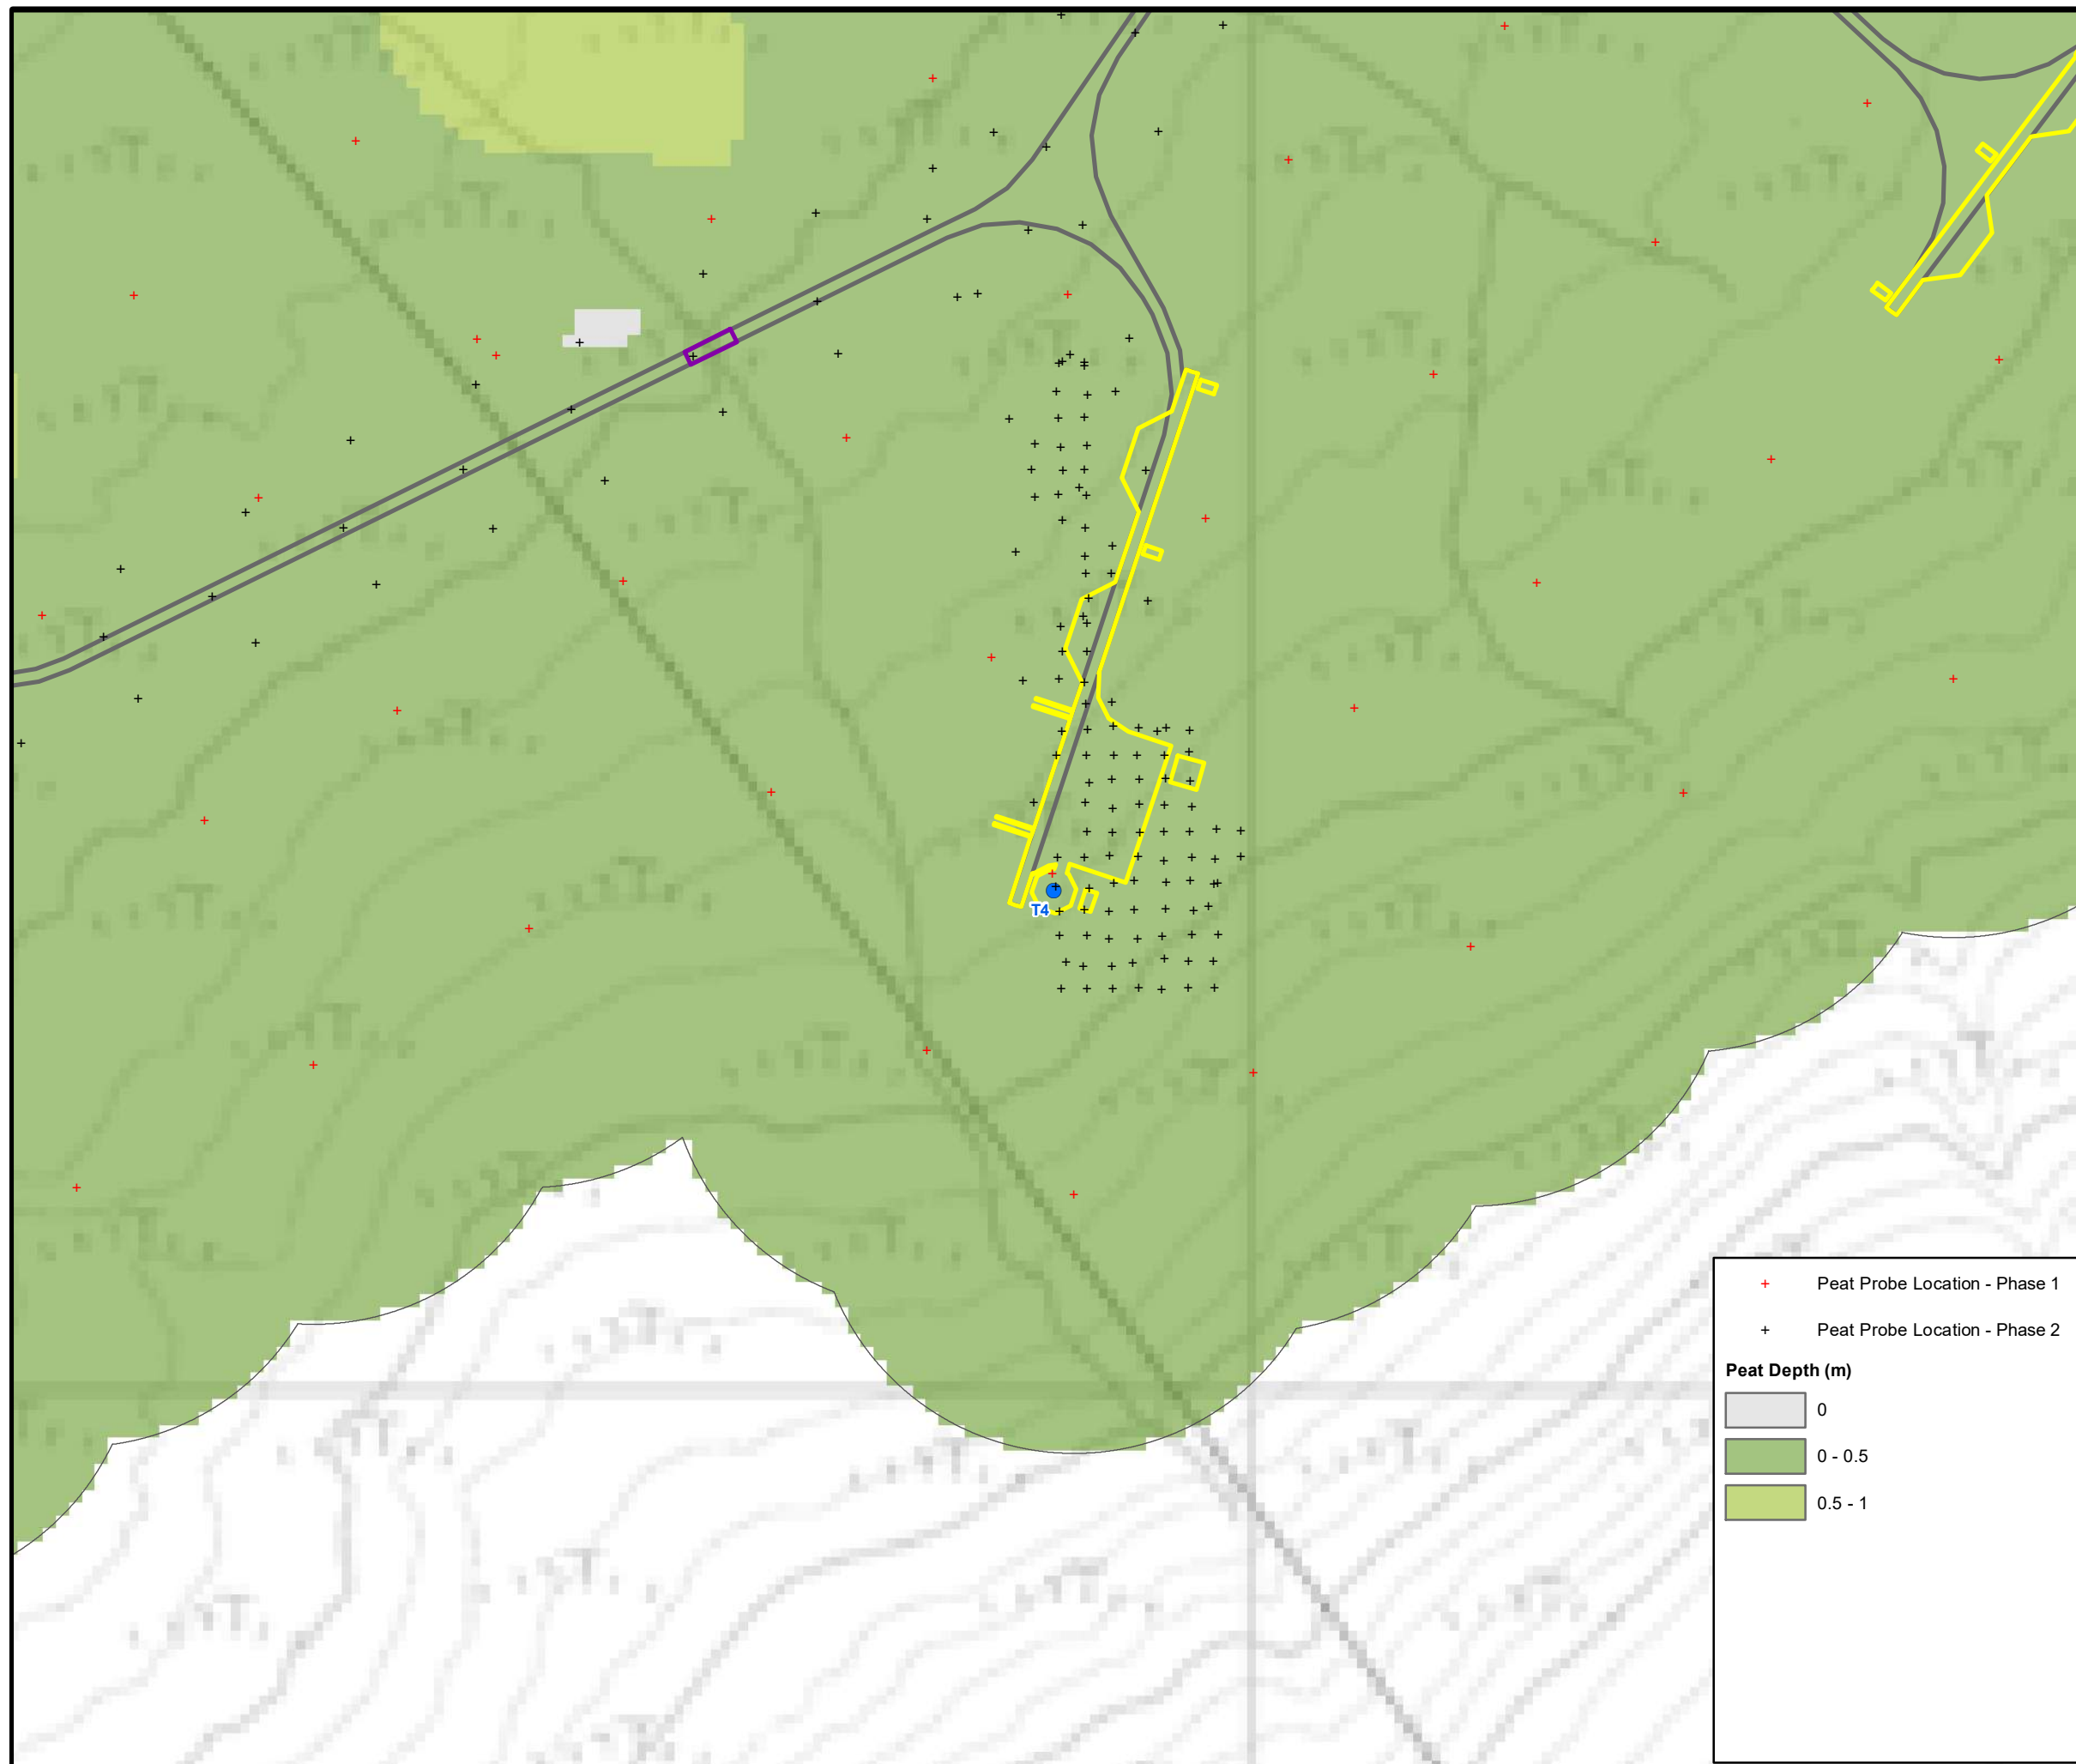 T4
Peat Probe Location - Phase 1
Peat Probe Location - Phase 2
Peat Depth (m)
0
0 - 0.5
0.5 - 1